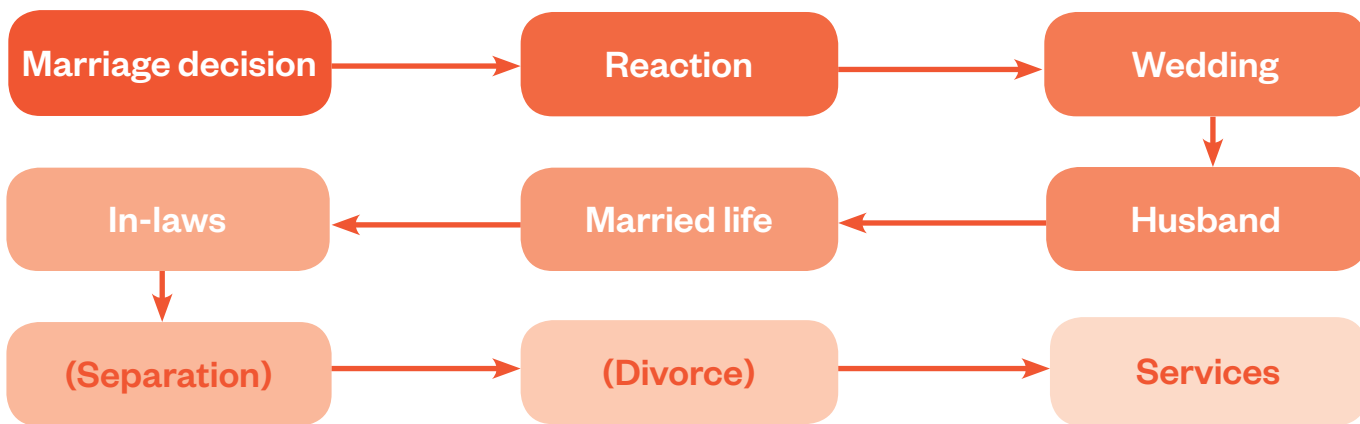 Marriage decision
Reaction
Wedding
Husband
Married life
In-laws
(Separation)
(Divorce)
Services